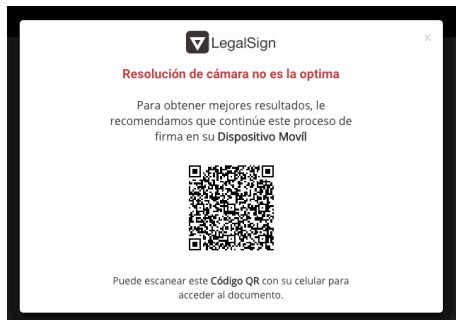 LegalSign
×
Resolución de cámara no es la optima
Para obtener mejores resultados, le
recomendamos que continúe este proceso de
firma en su Dispositivo Movíl
Puede escanear este Código QR con su celular para
acceder al documento.